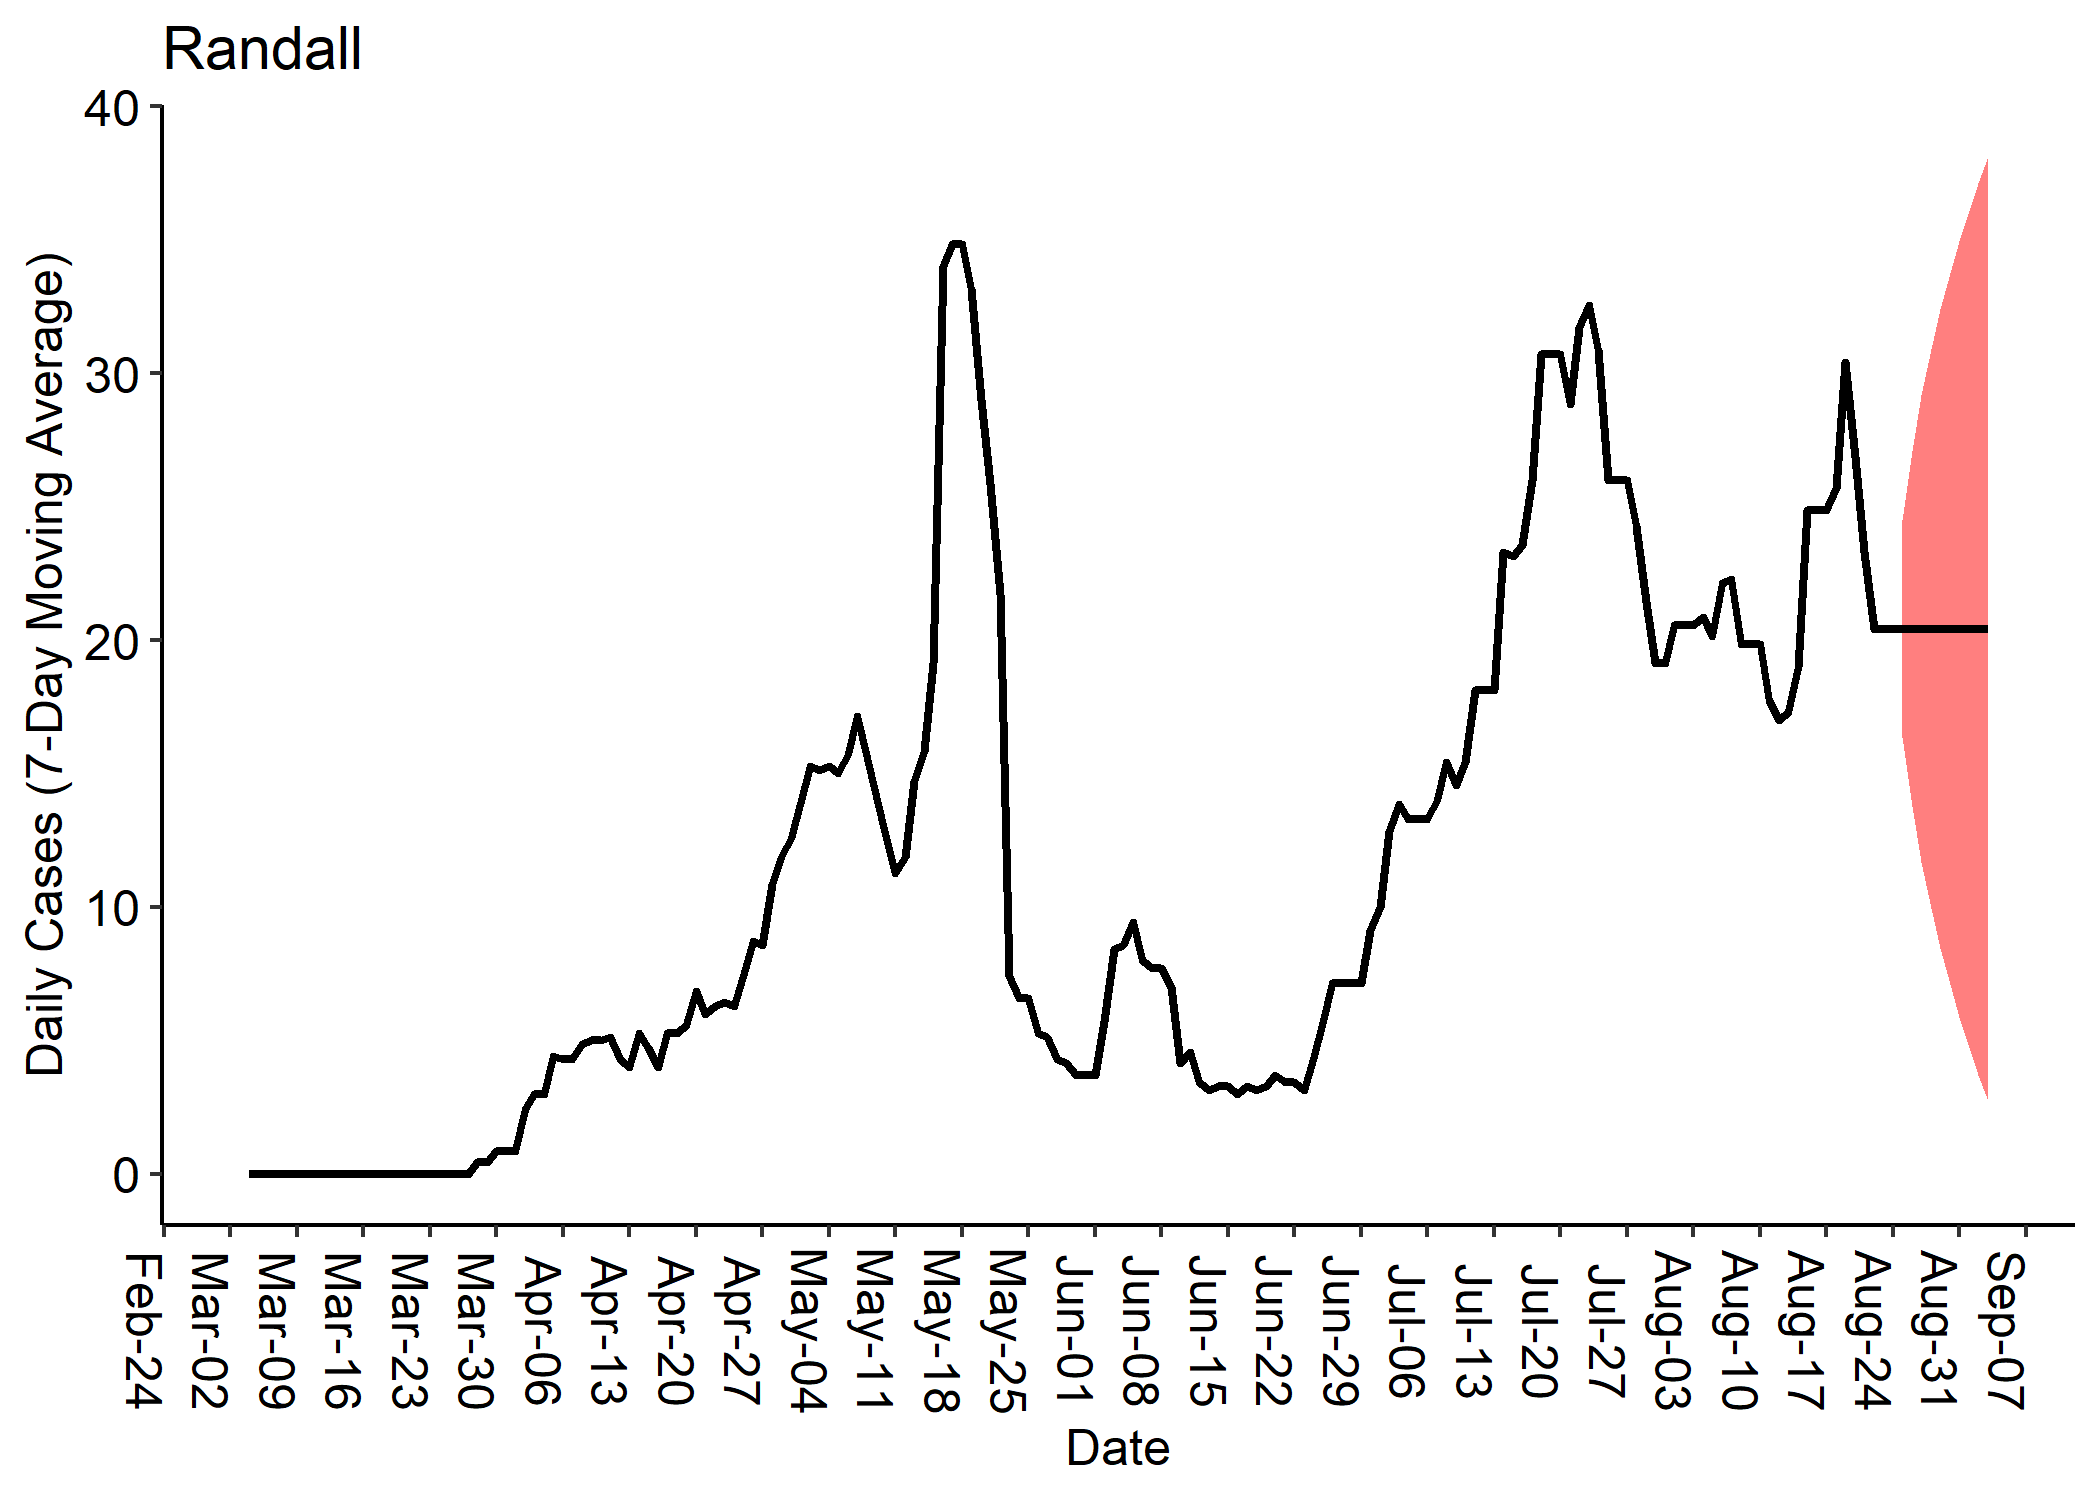 Randall
Daily Cases (7-Day Moving Average)
40
30
20
10
0
Feb-24
Mar-02
Mar-09
Mar-16
Mar-23
Mar-30
Apr-06
Apr-13
Apr-20
Apr-27
May-04
May-11
May-18
May-25
Jun-01
Jun-08
Jun-15
Jun-22
Jun-29
Jul-06
Jul-13
Jul-20
Jul-27
Aug-03
Aug-10
Aug-17
Aug-24
Aug-31
Sep-07
Date